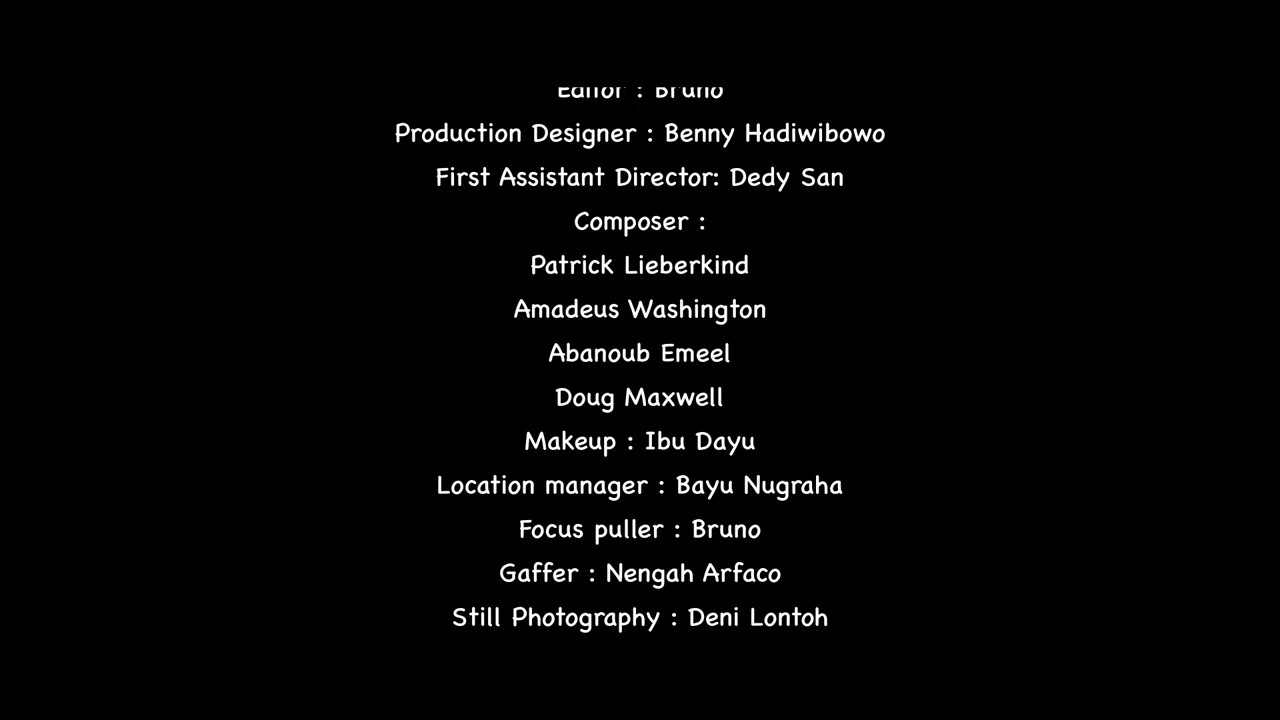 Editor : Bruno
Production Designer : Benny Hadiwibowo
First Assistant Director: Dedy San
Composer :
Patrick Lieberkind
Amadeus Washington
Abanoub Emeel
Doug Maxwell
Makeup : Ibu Dayu
Location manager : Bayu Nugraha
Focus puller : Bruno
Gaffer : Nengah Arfaco
Still Photography : Deni Lontoh